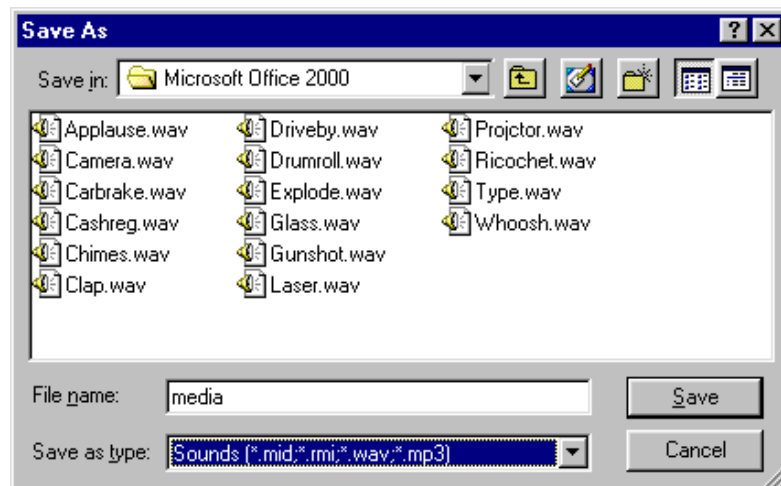 Save As
Save in: Microsoft Office 2000
Applause.wav Driveby.wav Projctor.wav
Camera.wav Drumroll.wav Ricochet.wav
Carbrake.wav Explode.wav Type.wav
Cashreg.wav Glass.wav Whoosh.wav
Chimes.wav Gunshot.wav
Clap.wav Laser.wav
File name: media Save
Save as type: Sounds (*.mid;*.rmi;*.wav;*.mp3) Cancel